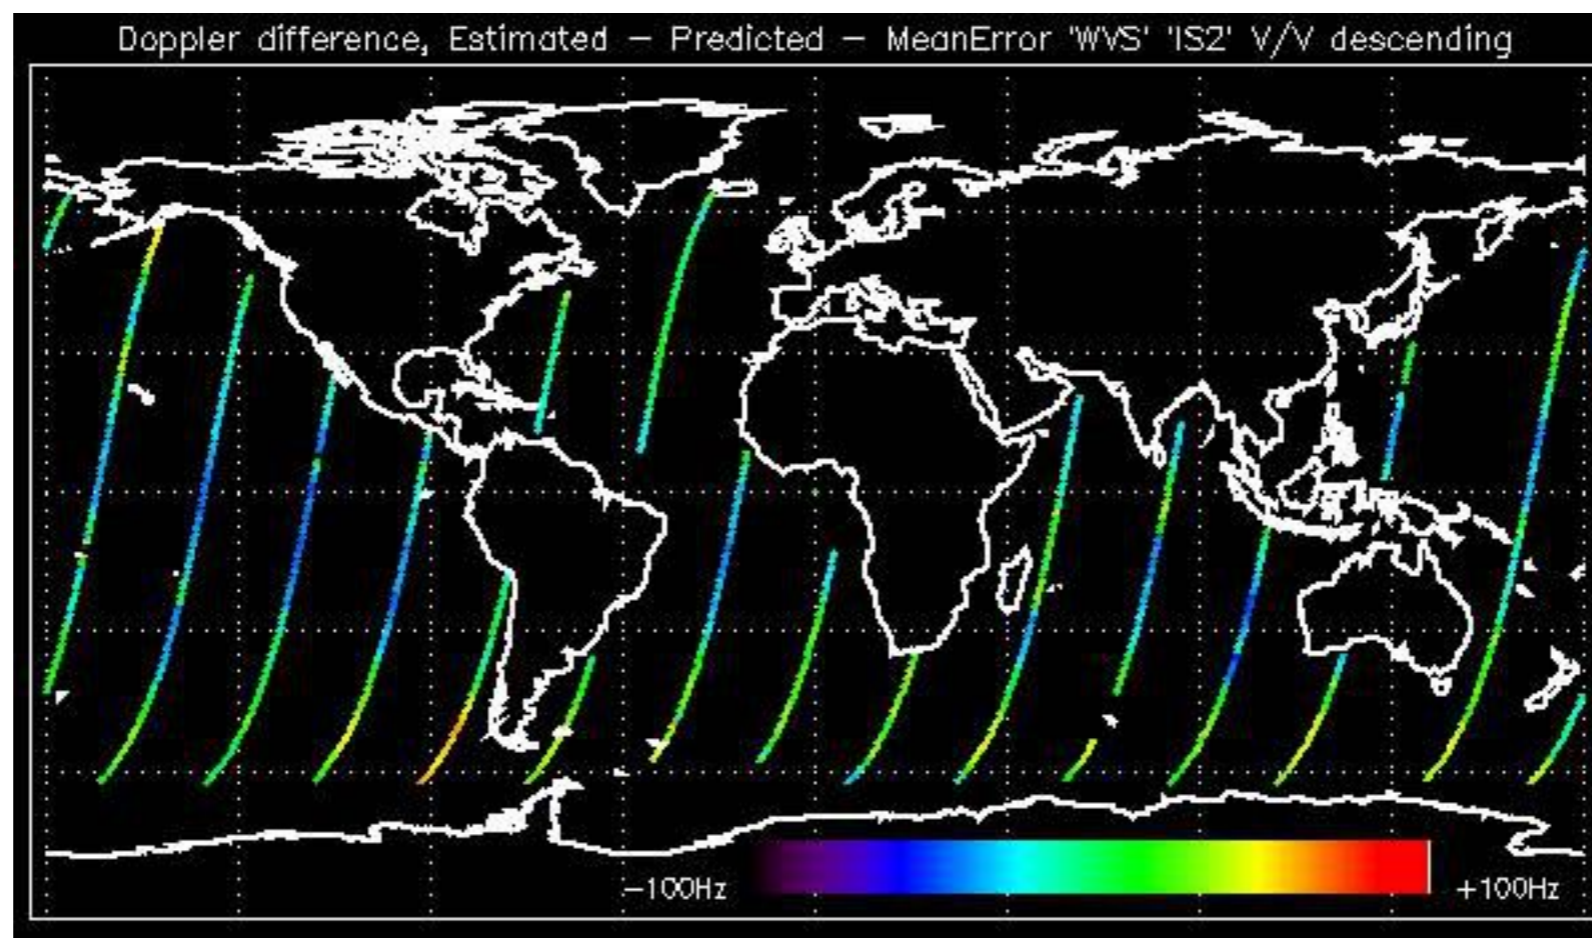 Doppler difference, Estimated – Predicted – MeanError 'WVS' 'IS2' V/V descending
–100Hz
+100Hz